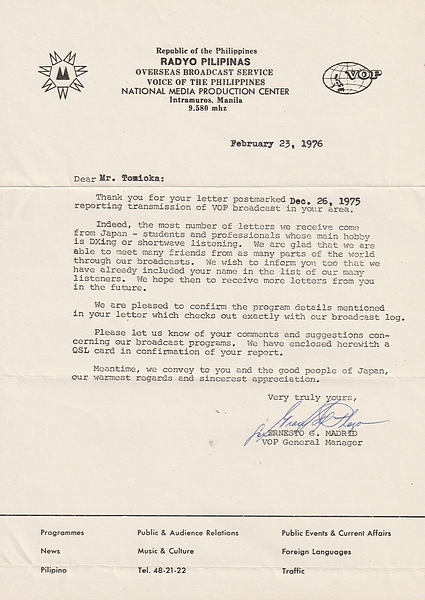 Republic of the Philippines
RADYO PILIPINAS
OVERSEAS BROADCAST SERVICE
VOICE OF THE PHILIPPINES
NATIONAL MEDIA PRODUCTION CENTER
Intramuros, Manila
9.580 mhz
VOP
February 23, 1976
Dear Mr. Tomioka:
Thank you for your letter postmarked Dec. 26, 1975
reporting transmission of VOP broadcast in your area.
Indeed, the most number of letters we receive come
from Japan - students and professionals whose main hobby
is DXing or shortwave listening. We are glad that we are
able to meet many friends from as many parts of the world
through our broadcasts. We wish to inform you too that we
have already included your name in the list of our many
listeners. We hope then to receive more letters from you
in the future.
We are pleased to confirm the program details mentioned
in your letter which checks out exactly with our broadcast log.
Please let us know of your comments and suggestions con-
cerning our broadcast programs. We have enclosed herewith a
QSL card in confirmation of your report.
Meantime, we convey to you and the good people of Japan,
our warmest regards and sincerest appreciation.
Very truly yours,
ERNESTO G. MADRID
VOP General Manager
Programmes Public & Audience Relations Public Events & Current Affairs
News Music & Culture Foreign Languages
Pilipino Tel. 48-21-22 Traffic